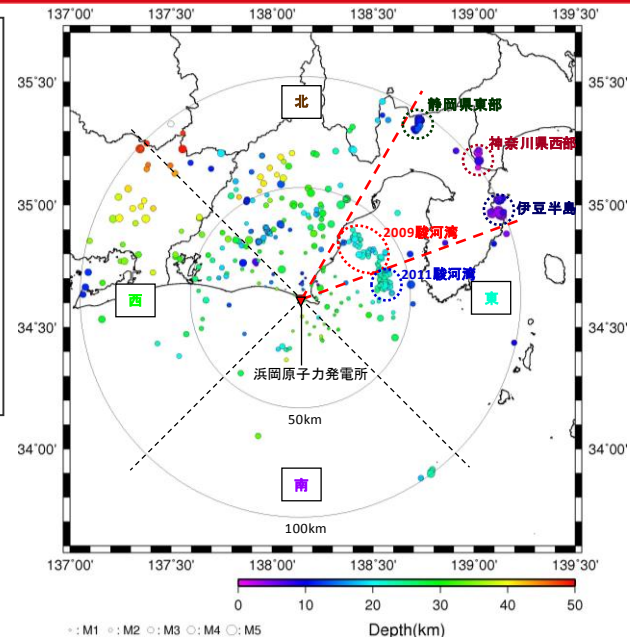 137°00' 137°30' 138°00' 138°30' 139°00' 139°30'
35°30' 35°30'
北
静岡県東部
神奈川県西部
35°00' 35°00'
伊豆半島
2009駿河湾
2011駿河湾
西
東
34°30' 34°30'
浜岡原子力発電所
50km
34°00' 34°00'
南
100km
137°00' 137°30' 138°00' 138°30' 139°00' 139°30'
0 10 20 30 40 50
: M1 : M2 : M3 : M4 : M5
Depth(km)